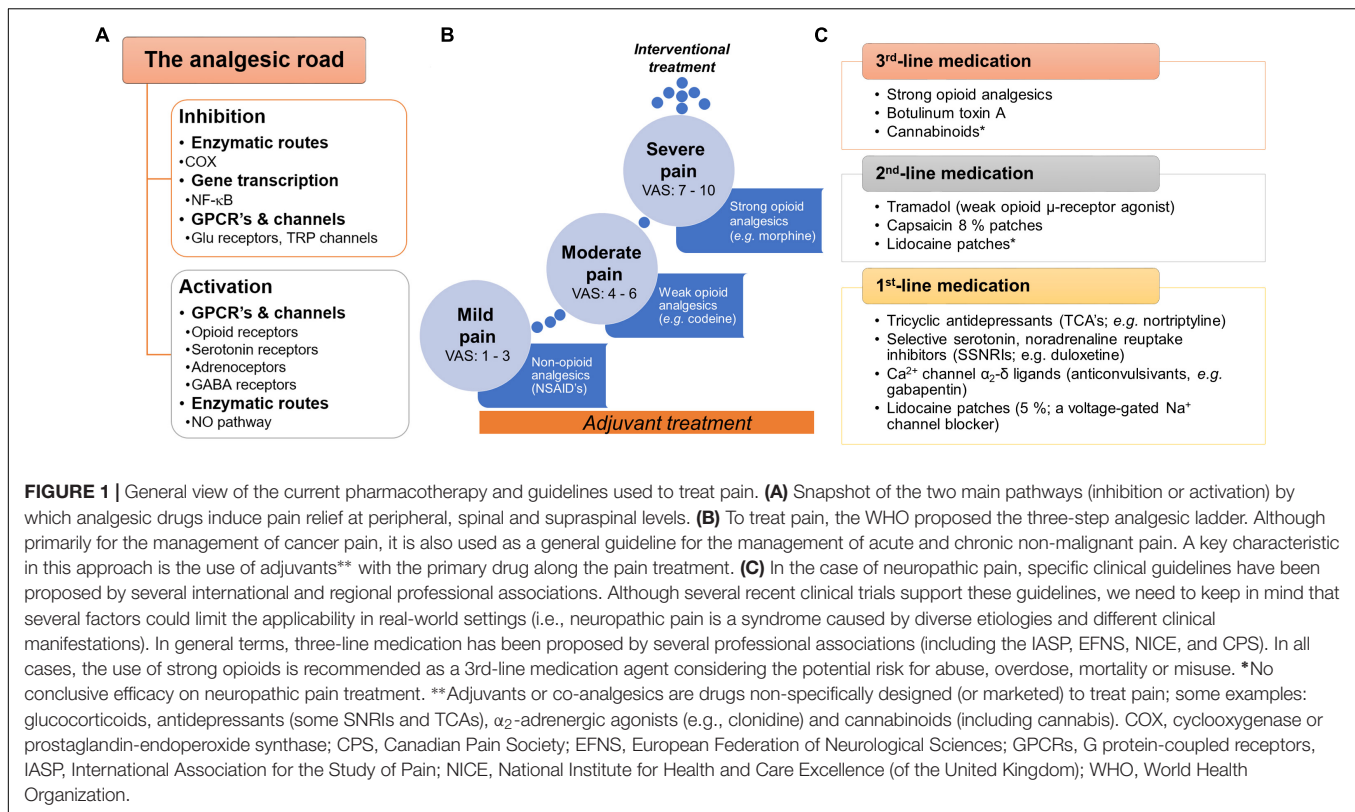 A
The analgesic road
Inhibition
• Enzymatic routes
•COX
• Gene transcription
•NF-κB
• GPCR's & channels
•Glu receptors, TRP channels
Activation
• GPCR's & channels
•Opioid receptors
•Serotonin receptors
•Adrenoceptors
•GABA receptors
• Enzymatic routes
•NO pathway
B
Interventional
treatment
Severe
pain
VAS: 7 - 10
Strong opioid
analgesics
(e.g. morphine)
Moderate
pain
VAS: 4 - 6
Weak opioid
analgesics
(e.g. codeine)
Mild
pain
VAS: 1 - 3
Non-opioid
analgesics
(NSAID's)
Adjuvant treatment
C
3rd-line medication
• Strong opioid analgesics
• Botulinum toxin A
• Cannabinoids*
2nd-line medication
• Tramadol (weak opioid μ-receptor agonist)
• Capsaicin 8 % patches
• Lidocaine patches*
1st-line medication
• Tricyclic antidepressants (TCA's; e.g. nortriptyline)
• Selective serotonin, noradrenaline reuptake
inhibitors (SSNRIs; e.g. duloxetine)
• Ca2+ channel α2-δ ligands (anticonvulsivants, e.g.
gabapentin)
• Lidocaine patches (5 %; a voltage-gated Na+
channel blocker)
FIGURE 1 | General view of the current pharmacotherapy and guidelines used to treat pain. (A) Snapshot of the two main pathways (inhibition or activation) by
which analgesic drugs induce pain relief at peripheral, spinal and supraspinal levels. (B) To treat pain, the WHO proposed the three-step analgesic ladder. Although
primarily for the management of cancer pain, it is also used as a general guideline for the management of acute and chronic non-malignant pain. A key characteristic
in this approach is the use of adjuvants** with the primary drug along the pain treatment. (C) In the case of neuropathic pain, specific clinical guidelines have been
proposed by several international and regional professional associations. Although several recent clinical trials support these guidelines, we need to keep in mind that
several factors could limit the applicability in real-world settings (i.e., neuropathic pain is a syndrome caused by diverse etiologies and different clinical
manifestations). In general terms, three-line medication has been proposed by several professional associations (including the IASP, EFNS, NICE, and CPS). In all
cases, the use of strong opioids is recommended as a 3rd-line medication agent considering the potential risk for abuse, overdose, mortality or misuse. *No
conclusive efficacy on neuropathic pain treatment. **Adjuvants or co-analgesics are drugs non-specifically designed (or marketed) to treat pain; some examples:
glucocorticoids, antidepressants (some SNRIs and TCAs), α2-adrenergic agonists (e.g., clonidine) and cannabinoids (including cannabis). COX, cyclooxygenase or
prostaglandin-endoperoxide synthase; CPS, Canadian Pain Society; EFNS, European Federation of Neurological Sciences; GPCRs, G protein-coupled receptors,
IASP, International Association for the Study of Pain; NICE, National Institute for Health and Care Excellence (of the United Kingdom); WHO, World Health
Organization.